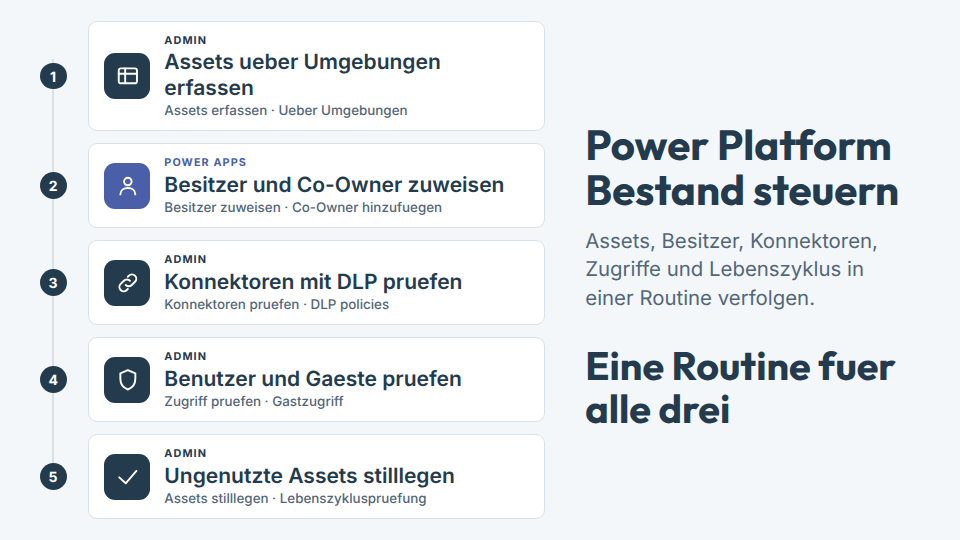 1
ADMIN
Assets ueber Umgebungen
erfassen
Assets erfassen · Ueber Umgebungen
2
POWER APPS
Besitzer und Co-Owner zuweisen
Besitzer zuweisen · Co-Owner hinzufuegen
3
ADMIN
Konnektoren mit DLP pruefen
Konnektoren pruefen · DLP policies
4
ADMIN
Benutzer und Gaeste pruefen
Zugriff pruefen · Gastzugriff
5
ADMIN
Ungenutzte Assets stilllegen
Assets stilllegen · Lebenszykluspruefung
Power Platform
Bestand steuern
Assets, Besitzer, Konnektoren,
Zugriffe und Lebenszyklus in
einer Routine verfolgen.
Eine Routine fuer
alle drei